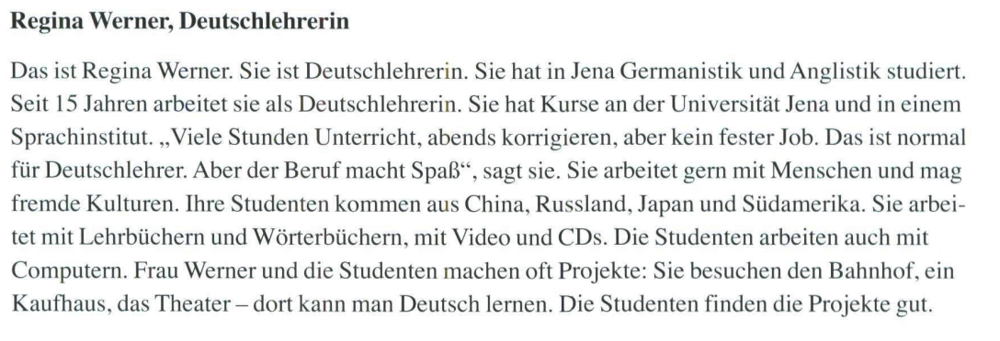 Regina Werner, Deutschlehrerin
Das ist Regina Werner. Sie ist Deutschlehrerin. Sie hat in Jena Germanistik und Anglistik studiert.
Seit 15 Jahren arbeitet sie als Deutschlehrerin. Sie hat Kurse an der Universität Jena und in einem
Sprachinstitut. „Viele Stunden Unterricht, abends korrigieren, aber kein fester Job. Das ist normal
für Deutschlehrer. Aber der Beruf macht Spaß“, sagt sie. Sie arbeitet gern mit Menschen und mag
fremde Kulturen. Ihre Studenten kommen aus China, Russland, Japan und Südamerika. Sie arbei-
tet mit Lehrbüchern und Wörterbüchern, mit Video und CDs. Die Studenten arbeiten auch mit
Computern. Frau Werner und die Studenten machen oft Projekte: Sie besuchen den Bahnhof, ein
Kaufhaus, das Theater – dort kann man Deutsch lernen. Die Studenten finden die Projekte gut.